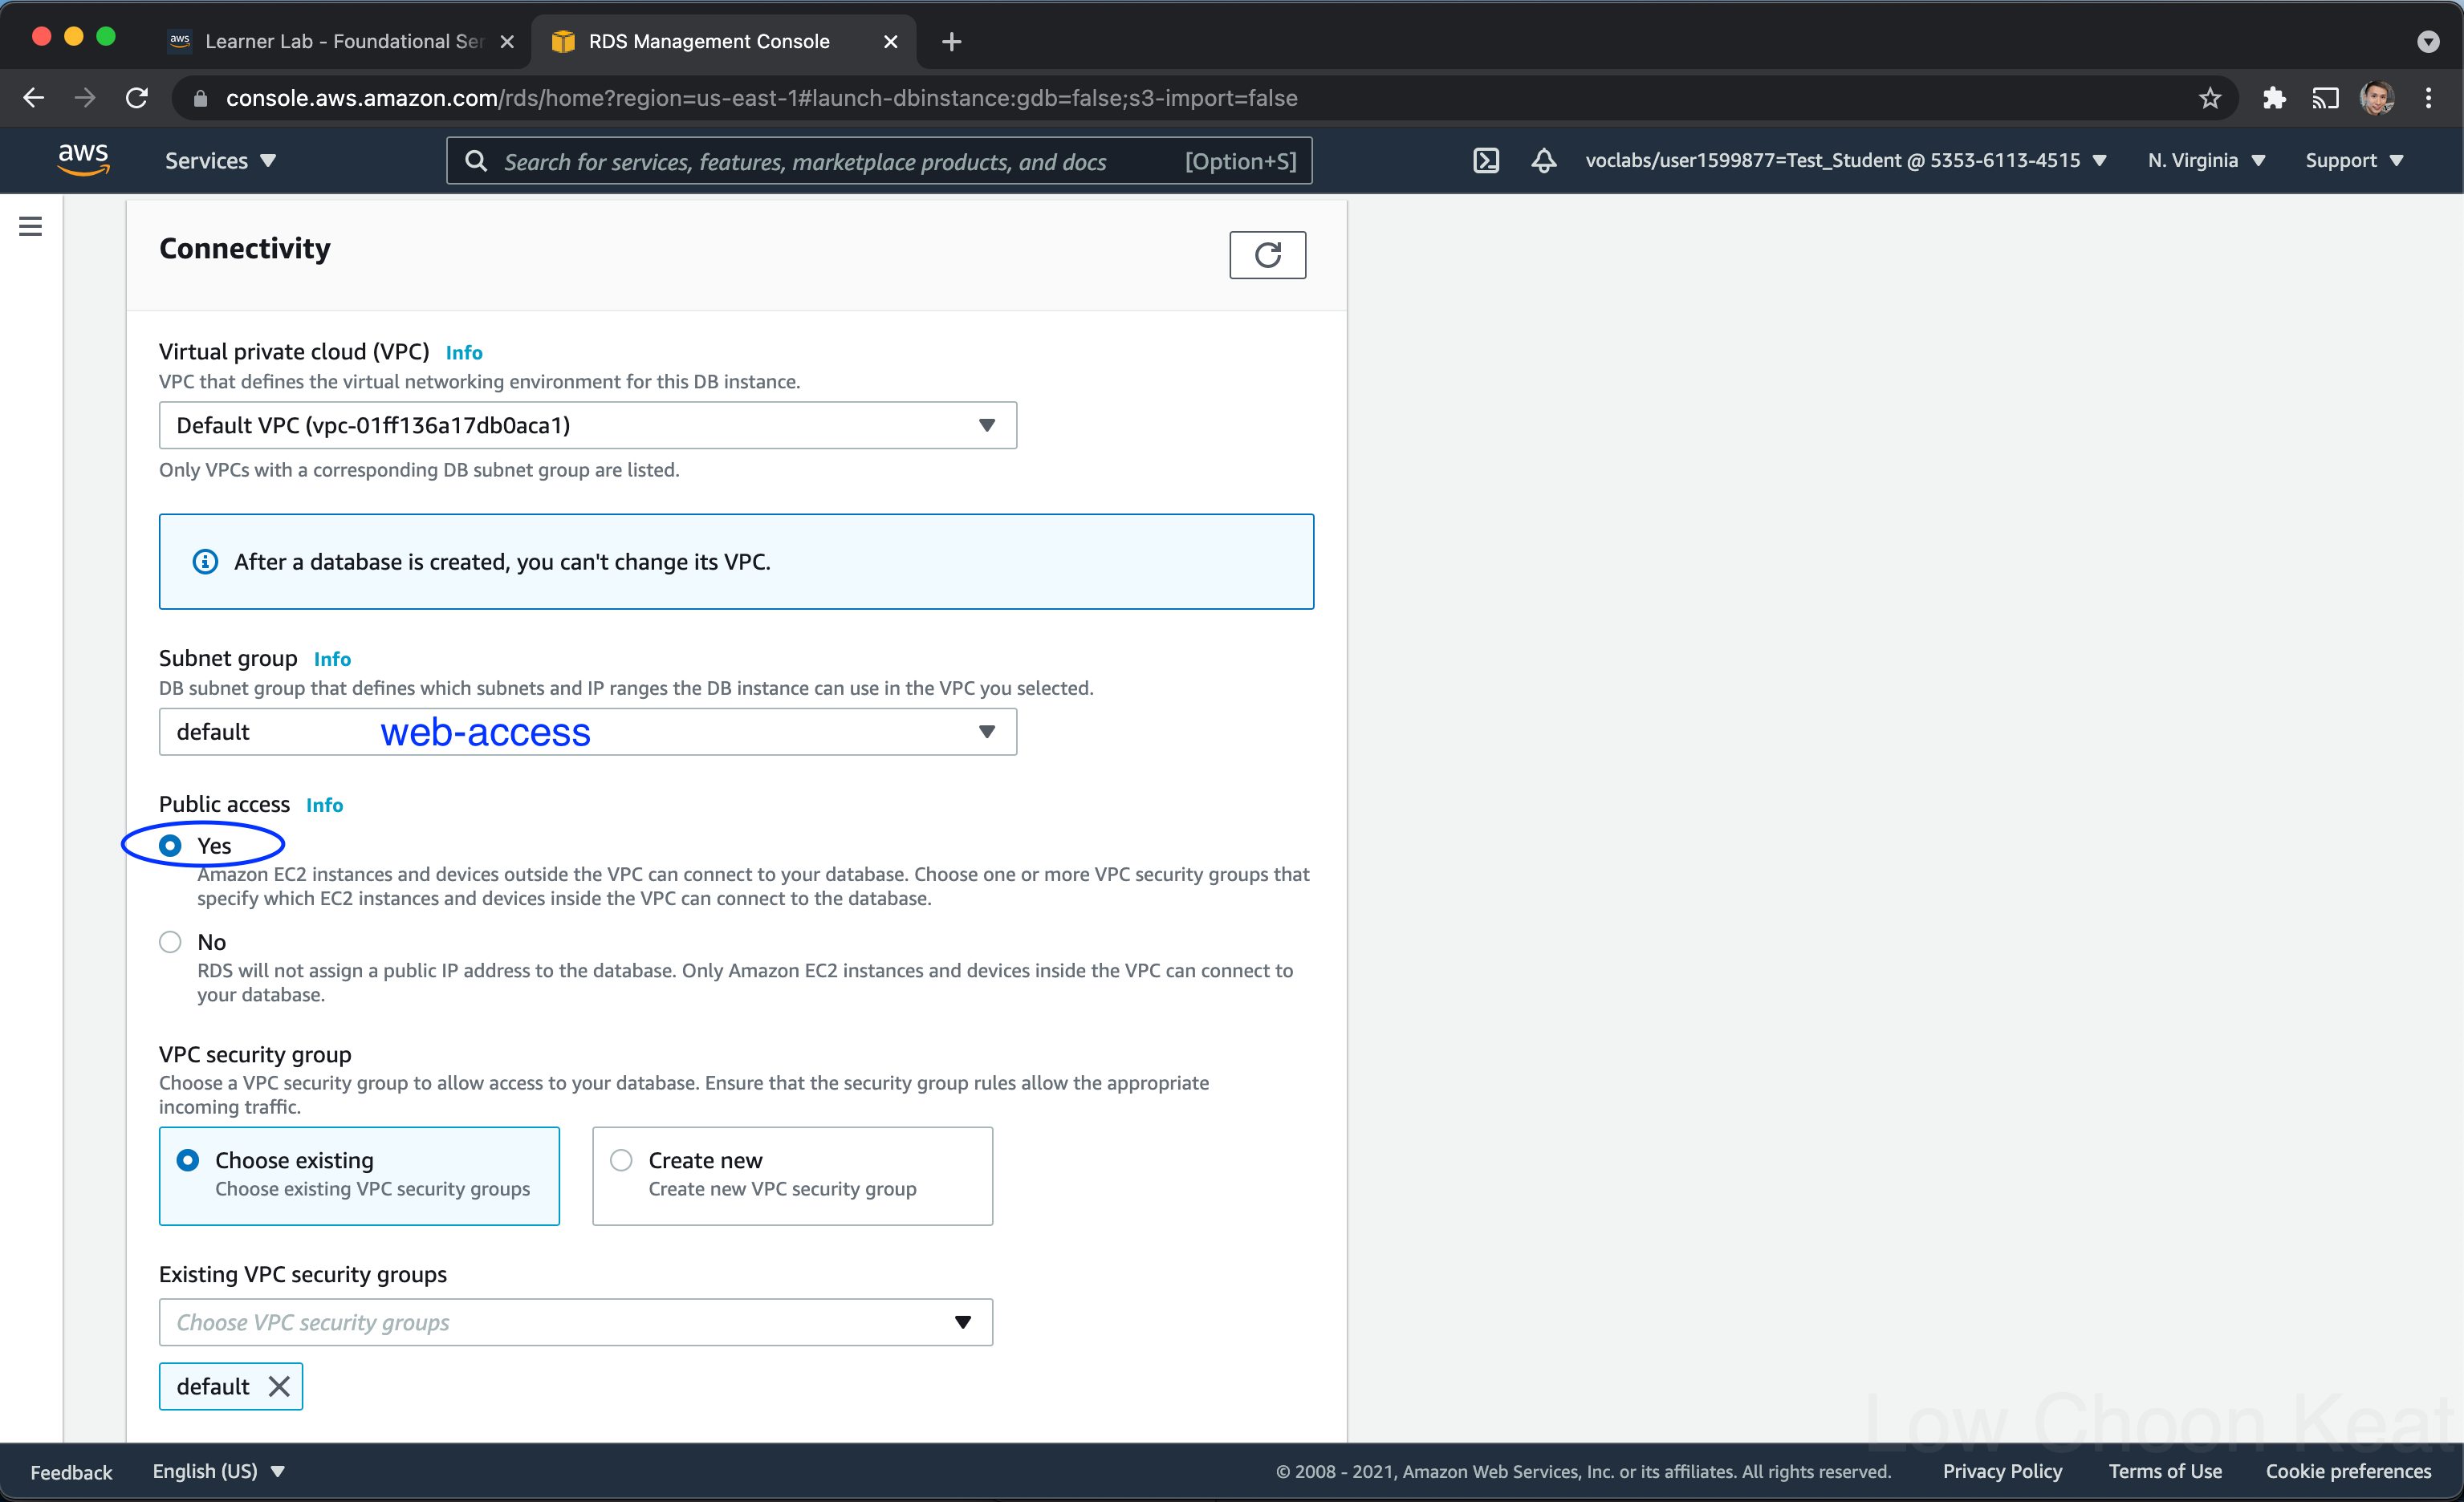 aws Learner Lab - Foundational Ser
RDS Management Console
console.aws.amazon.com/rds/home?region=us-east-1#launch-dbinstance:gdb=false;s3-import=false
aws
Services
Search for services, features, marketplace products, and docs [Option+S]
voclabs/user1599877=Test_Student @ 5353-6113-4515
N. Virginia
Support
Connectivity
Virtual private cloud (VPC) Info
VPC that defines the virtual networking environment for this DB instance.
Default VPC (vpc-01ff136a17db0aca1)
Only VPCs with a corresponding DB subnet group are listed.
After a database is created, you can't change its VPC.
Subnet group Info
DB subnet group that defines which subnets and IP ranges the DB instance can use in the VPC you selected.
default web-access
Public access Info
Yes
Amazon EC2 instances and devices outside the VPC can connect to your database. Choose one or more VPC security groups that
specify which EC2 instances and devices inside the VPC can connect to the database.
No
RDS will not assign a public IP address to the database. Only Amazon EC2 instances and devices inside the VPC can connect to
your database.
VPC security group
Choose a VPC security group to allow access to your database. Ensure that the security group rules allow the appropriate
incoming traffic.
Choose existing
Choose existing VPC security groups
Create new
Create new VPC security group
Existing VPC security groups
Choose VPC security groups
default
Low Choon Keat
Feedback
English (US)
© 2008 - 2021, Amazon Web Services, Inc. or its affiliates. All rights reserved.
Privacy Policy
Terms of Use
Cookie preferences